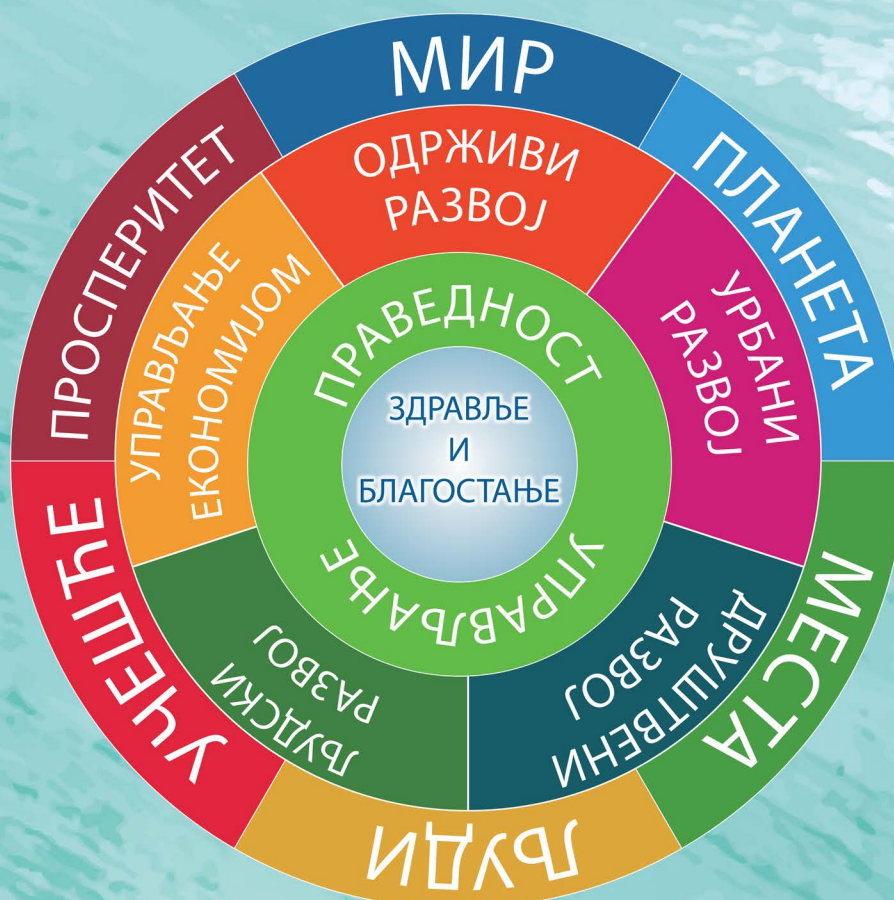 МИР
ПЛАНЕТА
МЕСТА
ЉУДИ
УЧЕШЋЕ
ПРОСПЕРИТЕТ
ОДРЖИВИ
РАЗВОЈ
УРБАНИ
РАЗВОЈ
ДРУШТВЕНИ
РАЗВОЈ
ЉУДСКИ
РАЗВОЈ
УПРАВЉАЊЕ
ЕКОНОМИЈОМ
ПРАВЕДНОСТ
УПРАВЉАЊЕ
ЗДРАВЉЕ
И
БЛАГОСТАЊЕ